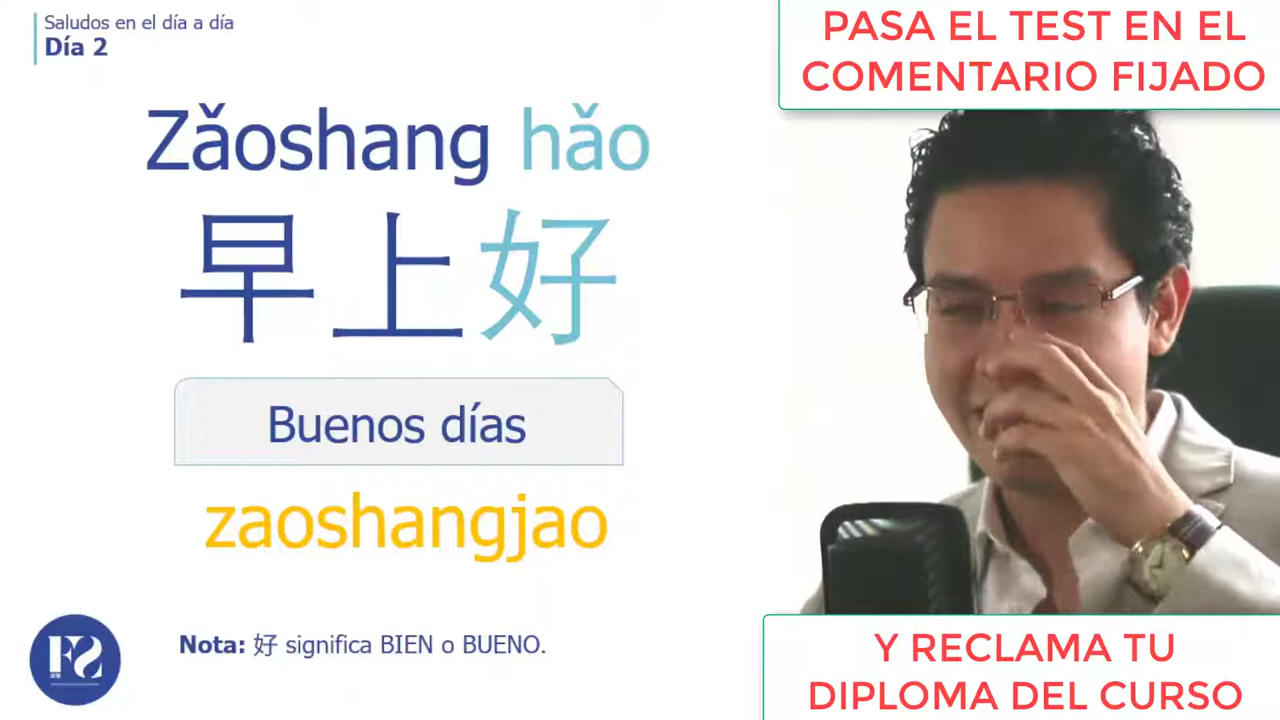 Saludos en el día a día
Día 2
Zǎoshang hǎo
早上好
Buenos días
zaoshangjao
Nota: 好 significa BIEN o BUENO.
PASA EL TEST EN EL
COMENTARIO FIJADO
Y RECLAMA TU
DIPLOMA DEL CURSO